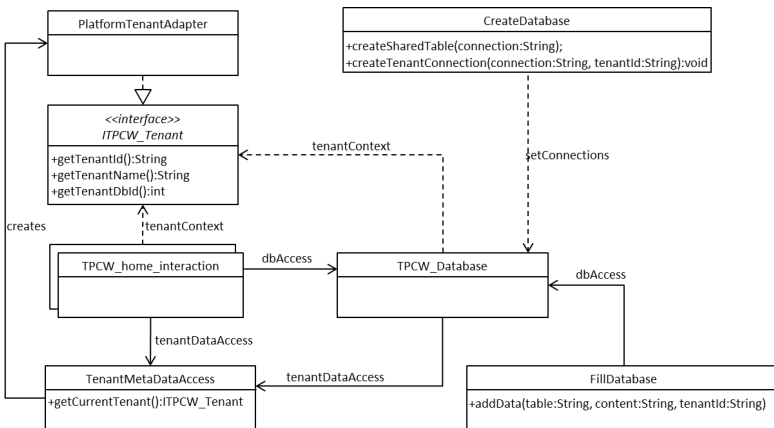 PlatformTenantAdapter
CreateDatabase
+createSharedTable(connection:String);
+createTenantConnection(connection:String, tenantId:String):void
<<interface>>
ITPCW_Tenant
+getTenantId():String
+getTenantName():String
+getTenantDbId():int
tenantContext
setConnections
creates
tenantContext
TPCW_home_interaction
dbAccess
TPCW_Database
dbAccess
tenantDataAccess
TenantMetaDataAccess
+getCurrentTenant():ITPCW_Tenant
tenantDataAccess
FillDatabase
+addData(table:String, content:String, tenantId:String)